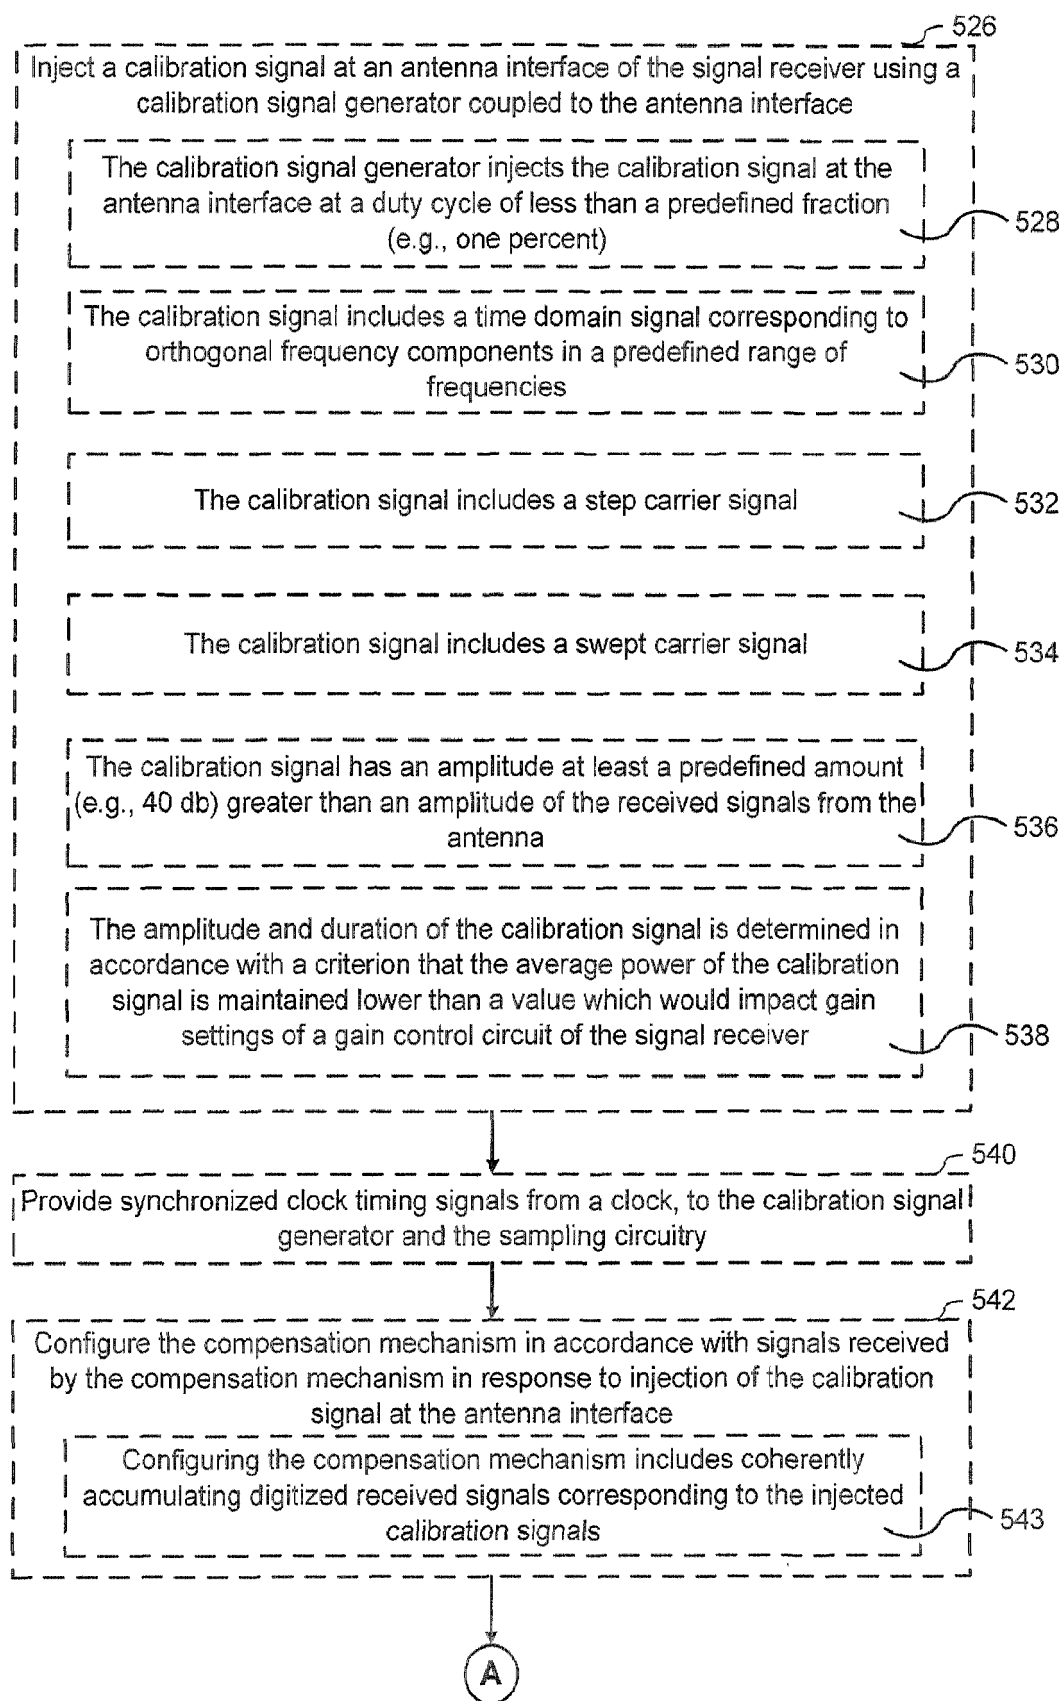 526
Inject a calibration signal at an antenna interface of the signal receiver using a
calibration signal generator coupled to the antenna interface
The calibration signal generator injects the calibration signal at the
antenna interface at a duty cycle of less than a predefined fraction
(e.g., one percent)
528
The calibration signal includes a time domain signal corresponding to
orthogonal frequency components in a predefined range of
frequencies
530
The calibration signal includes a step carrier signal
532
The calibration signal includes a swept carrier signal
534
The calibration signal has an amplitude at least a predefined amount
(e.g., 40 db) greater than an amplitude of the received signals from the
antenna
536
The amplitude and duration of the calibration signal is determined in
accordance with a criterion that the average power of the calibration
signal is maintained lower than a value which would impact gain
settings of a gain control circuit of the signal receiver
538
540
Provide synchronized clock timing signals from a clock, to the calibration signal
generator and the sampling circuitry
542
Configure the compensation mechanism in accordance with signals received
by the compensation mechanism in response to injection of the calibration
signal at the antenna interface
Configuring the compensation mechanism includes coherently
accumulating digitized received signals corresponding to the injected
calibration signals
543
A